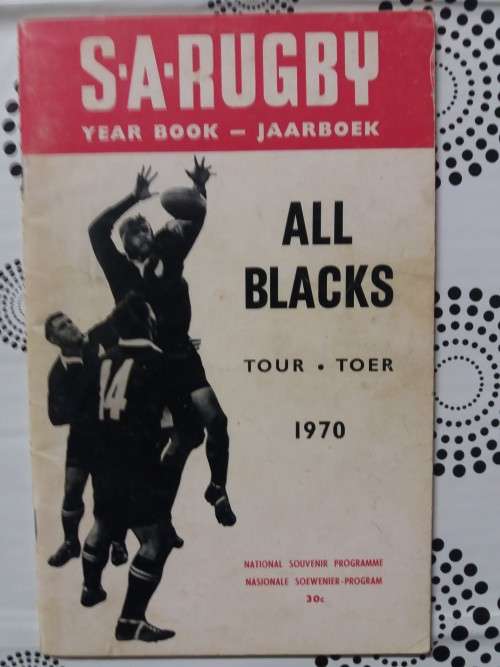 S·A·RUGBY
YEAR BOOK — JAARBOEK
ALL
BLACKS
TOUR • TOER
1970
14
NATIONAL SOUVENIR PROGRAMME
NASIONALE SOEWENIER-PROGRAM
30c